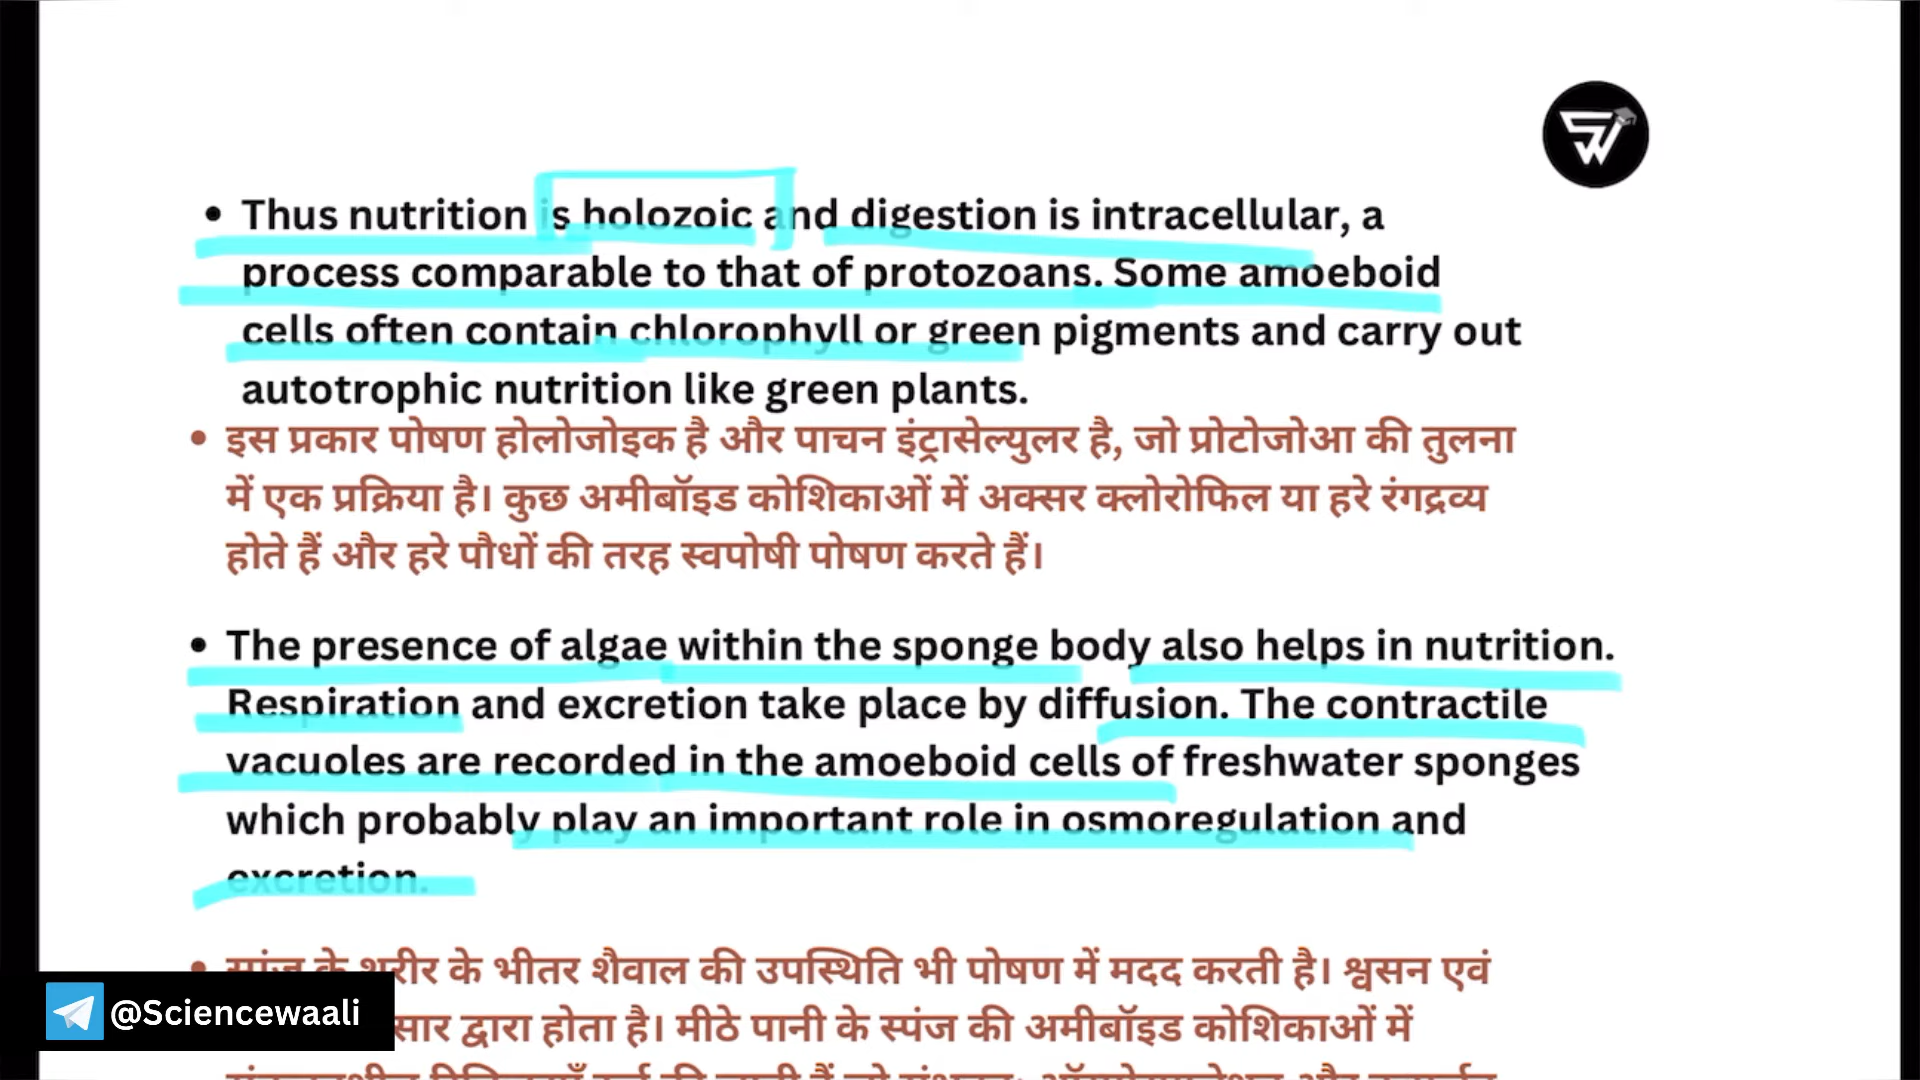 SW
• Thus nutrition is holozoic and digestion is intracellular, a
process comparable to that of protozoans. Some amoeboid
cells often contain chlorophyll or green pigments and carry out
autotrophic nutrition like green plants.
• इस प्रकार पोषण होलोजोइक है और पाचन इंट्रासेल्युलर है, जो प्रोटोजोआ की तुलना
में एक प्रक्रिया है। कुछ अमीबॉइड कोशिकाओं में अक्सर क्लोरोफिल या हरे रंगद्रव्य
होते हैं और हरे पौधों की तरह स्वपोषी पोषण करते हैं।
• The presence of algae within the sponge body also helps in nutrition.
Respiration and excretion take place by diffusion. The contractile
vacuoles are recorded in the amoeboid cells of freshwater sponges
which probably play an important role in osmoregulation and
excretion.
• स्पंज के शरीर के भीतर शैवाल की उपस्थिति भी पोषण में मदद करती है। श्वसन एवं
द्वारा होता है। मीठे पानी के स्पंज की अमीबॉइड कोशिकाओं में
@Sciencewaali